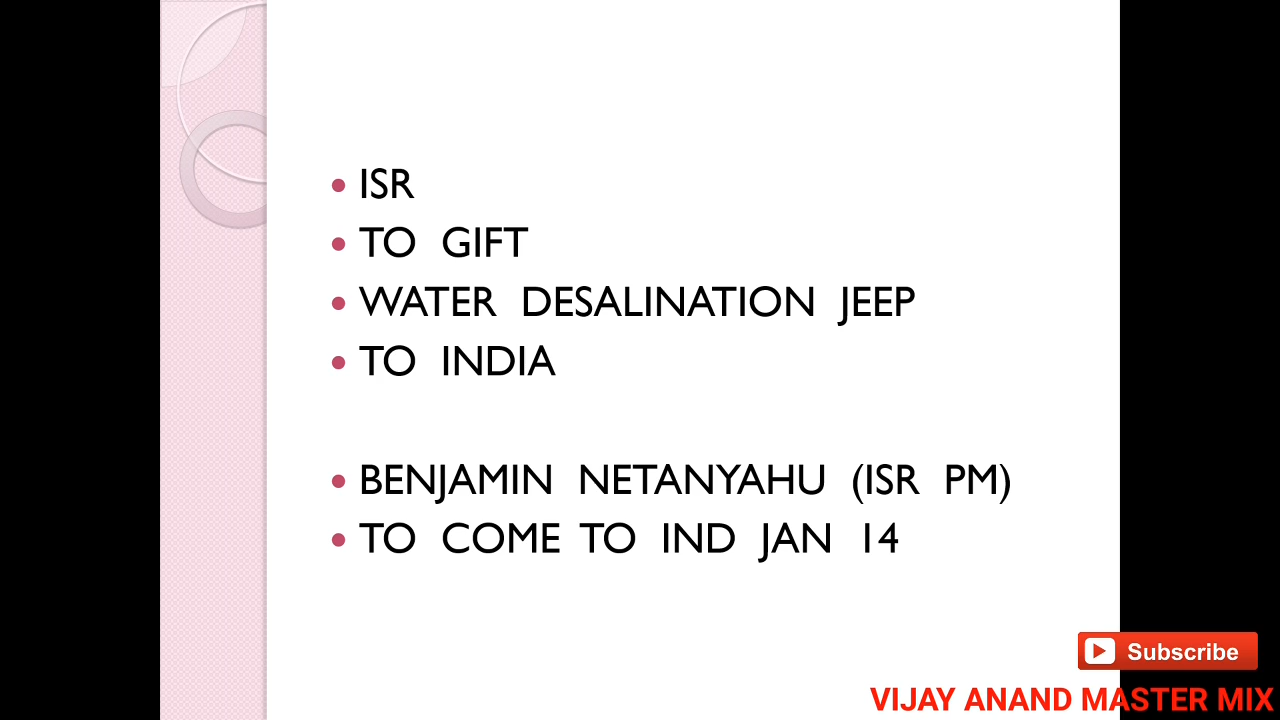 ISR
TO GIFT
WATER DESALINATION JEEP
TO INDIA
BENJAMIN NETANYAHU (ISR PM)
TO COME TO IND JAN 14
Subscribe
VIJAY ANAND MASTER MIX